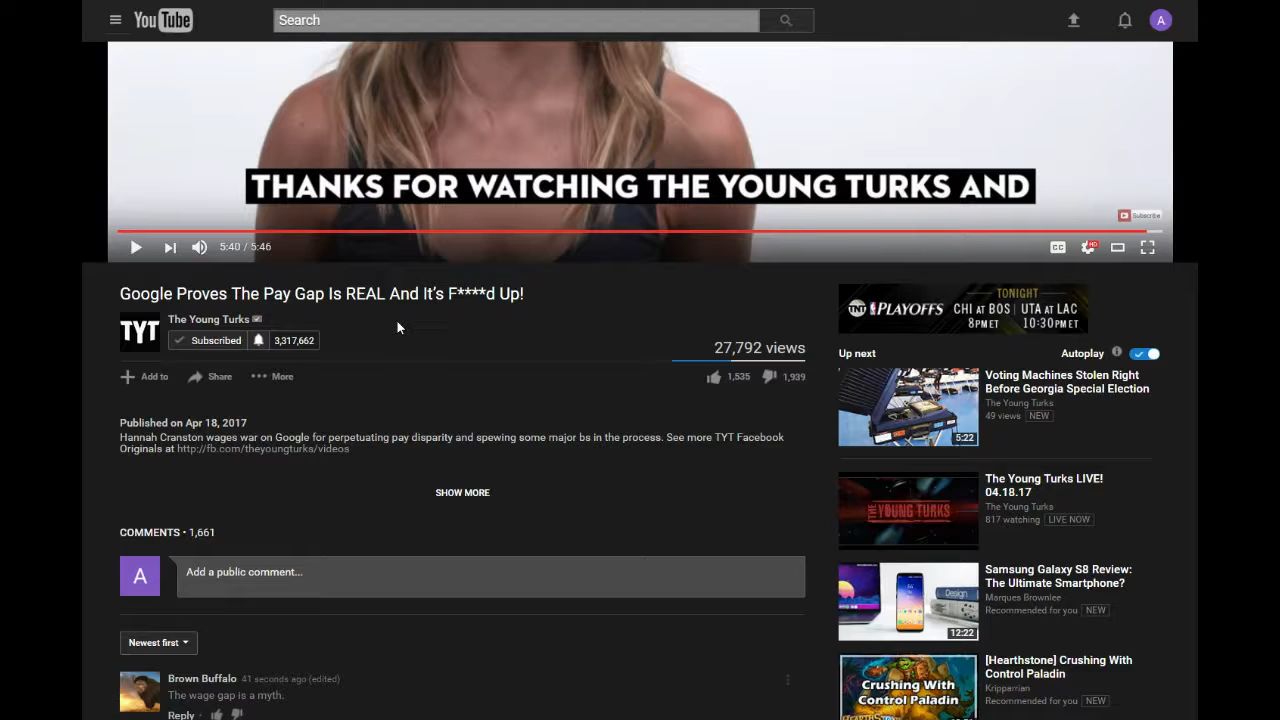 YouTube
Search
A
THANKS FOR WATCHING THE YOUNG TURKS AND
Subscribe
5:40 / 5:46
CC
HD
Google Proves The Pay Gap Is REAL And It's F****d Up!
TYT
The Young Turks
Subscribed
3,317,662
27,792 views
Add to
Share
More
1,535
1,939
Published on Apr 18, 2017
Hannah Cranston wages war on Google for perpetuating pay disparity and spewing some major bs in the process. See more TYT Facebook
Originals at http://fb.com/theyoungturks/videos
SHOW MORE
COMMENTS • 1,661
A
Add a public comment...
Newest first
Brown Buffalo 41 seconds ago (edited)
The wage gap is a myth.
Reply
TNT NBA PLAYOFFS
TONIGHT
CHI AT BOS | UTA AT LAC
8PM ET 10:30PM ET
Up next
Autoplay
Voting Machines Stolen Right
Before Georgia Special Election
The Young Turks
49 views NEW
5:22
The Young Turks LIVE!
04.18.17
The Young Turks
817 watching LIVE NOW
THE YOUNG TURKS
Samsung Galaxy S8 Review:
The Ultimate Smartphone?
Marques Brownlee
Recommended for you NEW
Design
12:22
[Hearthstone] Crushing With
Control Paladin
Kripparrian
Recommended for you NEW
Crushing With
Control Paladin